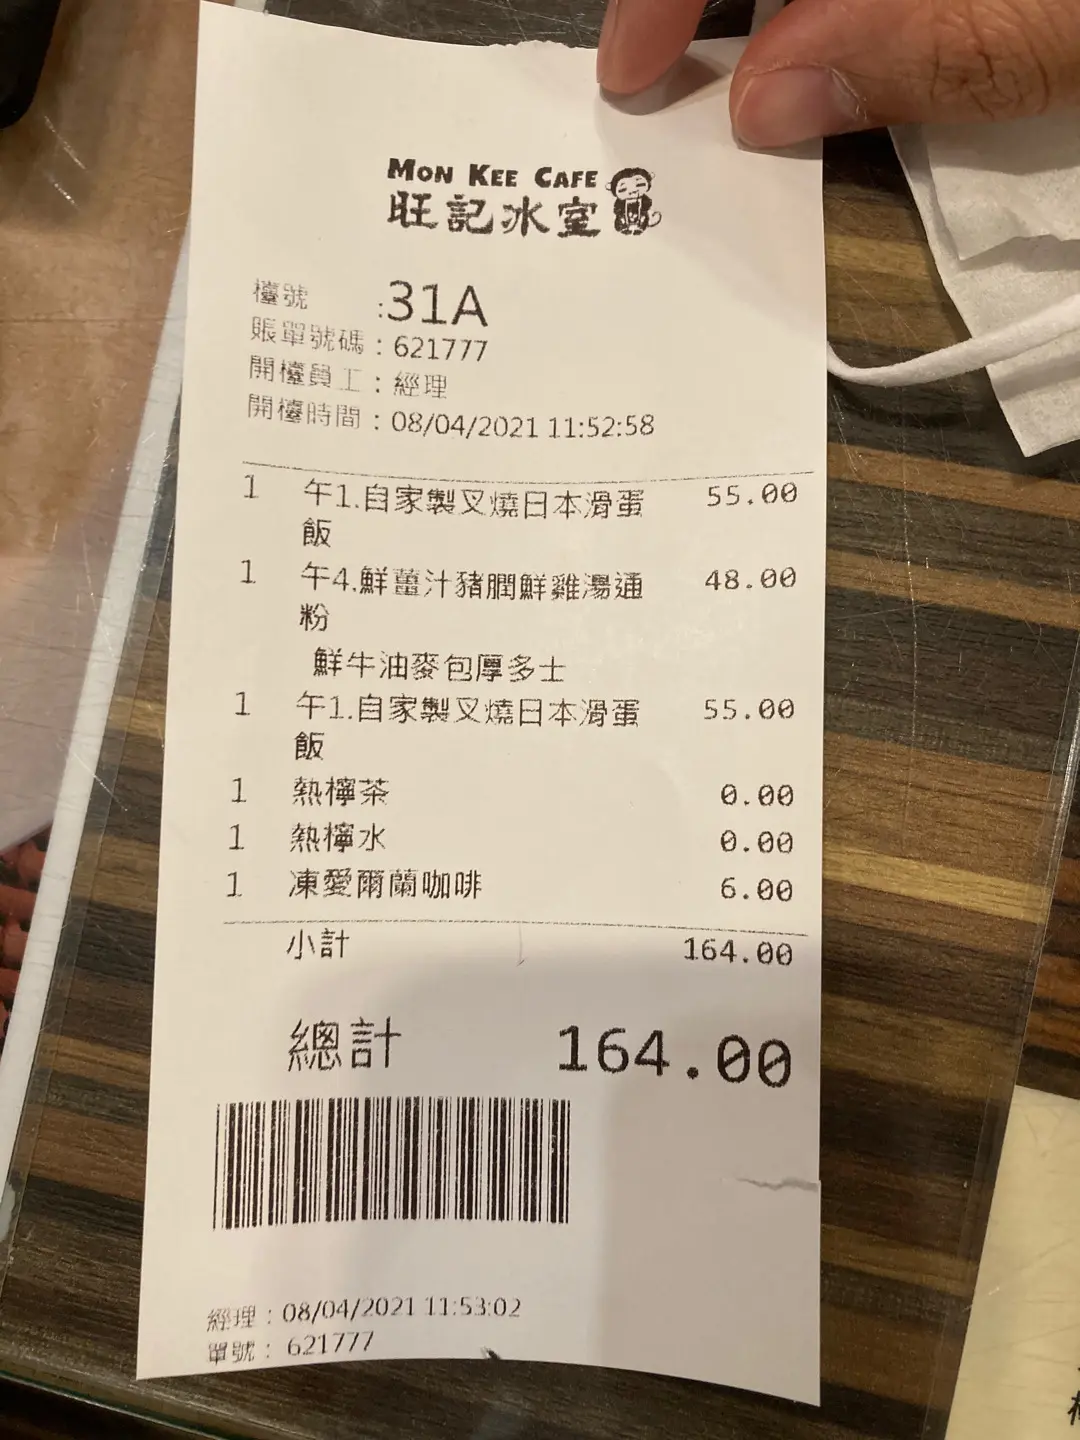 MON KEE CAFE
旺記冰室
檯號 :31A
賬單號碼 : 621777
開檯員工 : 經理
開檯時間 : 08/04/2021 11:52:58
1 午1.自家製叉燒日本滑蛋 55.00
飯
1 午4.鮮薑汁豬膶鮮雞湯通 48.00
粉
鮮牛油麥包厚多士
1 午1.自家製叉燒日本滑蛋 55.00
飯
1 熱檸茶 0.00
1 熱檸水 0.00
1 凍愛爾蘭咖啡 6.00
小計 164.00
總計 164.00
經理 : 08/04/2021 11:53:02
單號 : 621777